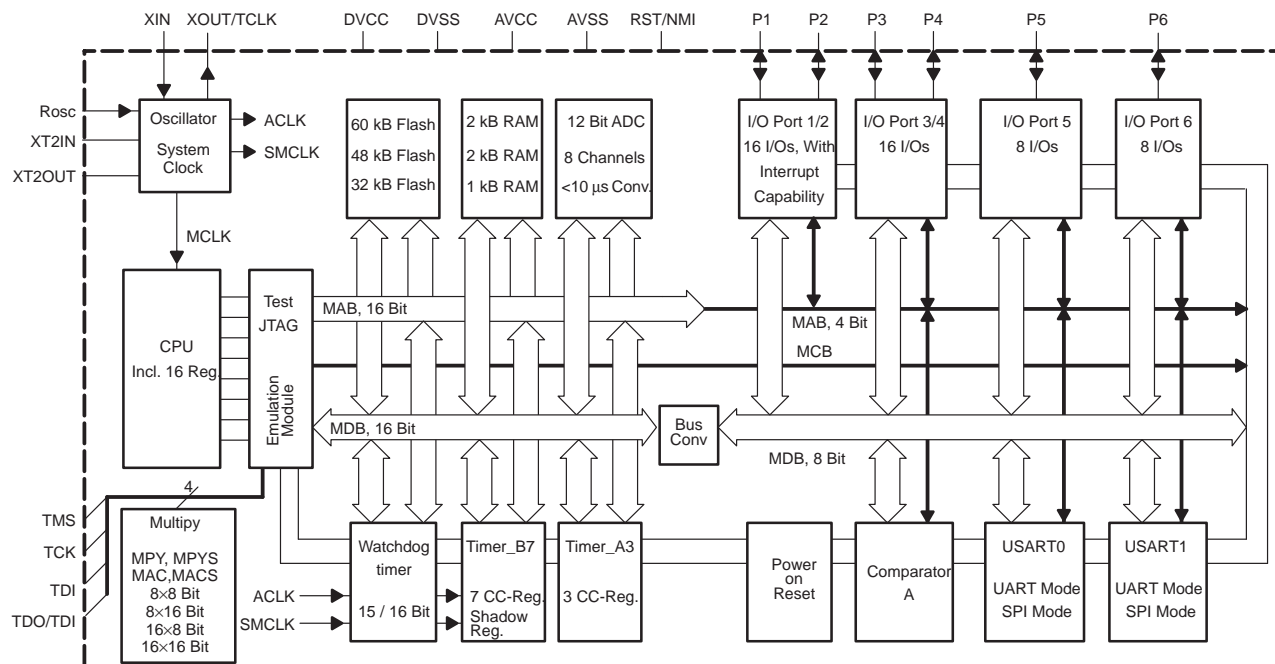 XIN
XOUT/TCLK
DVCC
DVSS
AVCC
AVSS
RST/NMI
P1
P2
P3
P4
P5
P6
Rosc
XT2IN
XT2OUT
Oscillator
System
Clock
ACLK
SMCLK
MCLK
60 kB Flash
48 kB Flash
32 kB Flash
2 kB RAM
2 kB RAM
1 kB RAM
12 Bit ADC
8 Channels
<10 µs Conv.
I/O Port 1/2
16 I/Os, With
Interrupt
Capability
I/O Port 3/4
16 I/Os
I/O Port 5
8 I/Os
I/O Port 6
8 I/Os
CPU
Incl. 16 Reg.
Test
JTAG
Emulation
Module
MAB, 16 Bit
MAB, 4 Bit
MCB
MDB, 16 Bit
Bus
Conv
MDB, 8 Bit
4
TMS
TCK
TDI
TDO/TDI
Multipy
MPY, MPYS
MAC,MACS
8×8 Bit
8×16 Bit
16×8 Bit
16×16 Bit
ACLK
SMCLK
Watchdog
timer
15 / 16 Bit
Timer_B7
7 CC-Reg.
Shadow
Reg.
Timer_A3
3 CC-Reg.
Power
on
Reset
Comparator
A
USART0
UART Mode
SPI Mode
USART1
UART Mode
SPI Mode